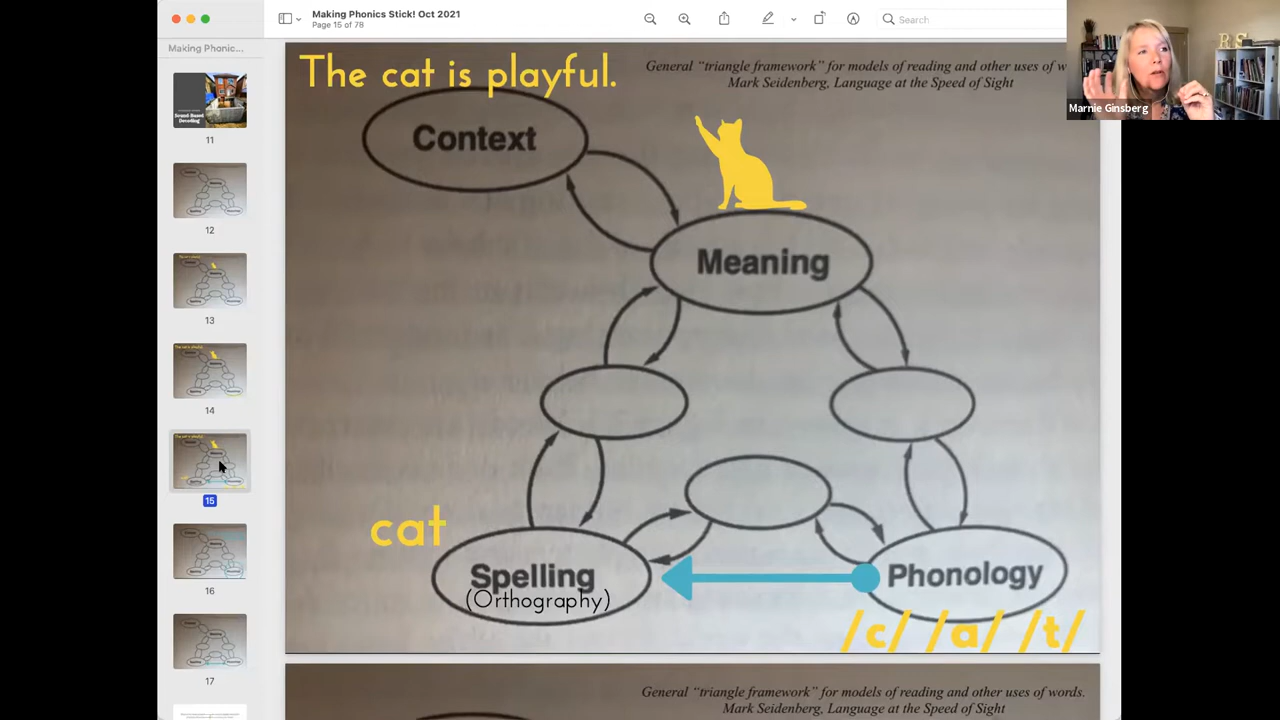 Making Phonics Stick! Oct 2021
Page 15 of 78
Search
Making Phonic...
11
12
13
14
15
16
17
Marnie Ginsberg
The cat is playful.
General “triangle framework” for models of reading and other uses of w
Mark Seidenberg, Language at the Speed of Sight
Context
Meaning
cat
Spelling
(Orthography)
Phonology
/c/ /a/ /t/
General “triangle framework” for models of reading and other uses of words.
Mark Seidenberg, Language at the Speed of Sight